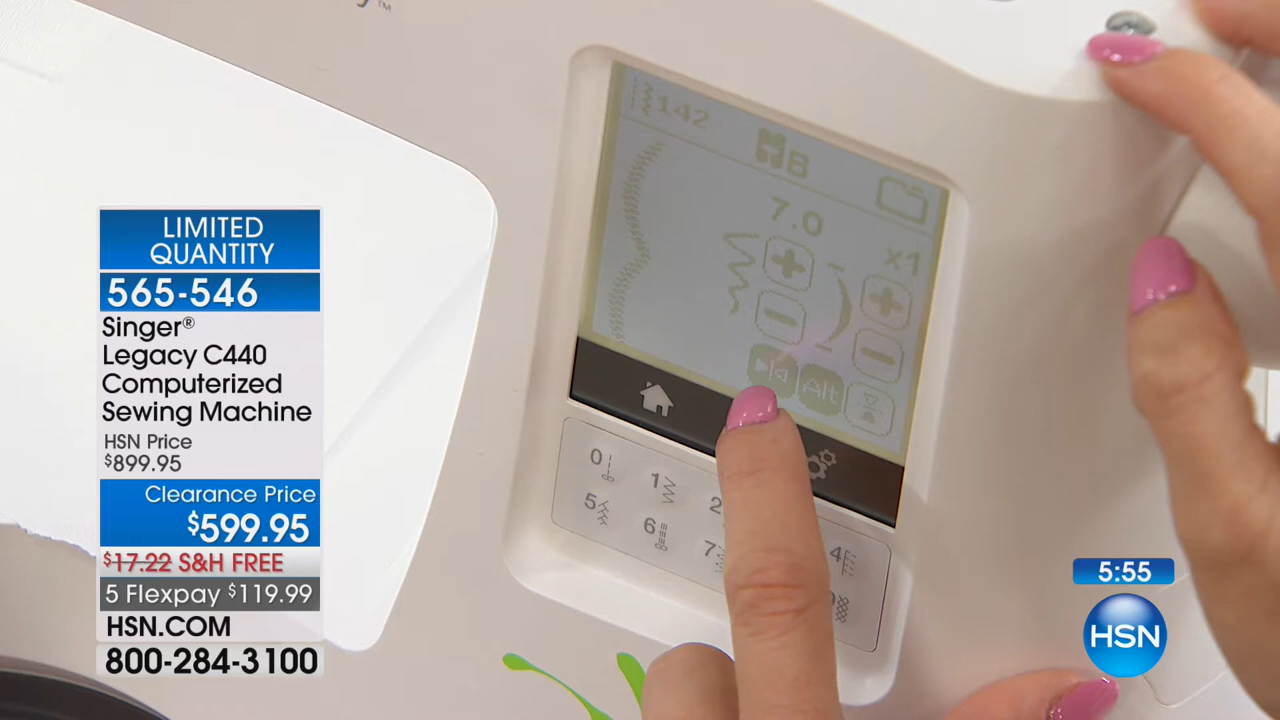 LIMITED
QUANTITY
565-546
Singer®
Legacy C440
Computerized
Sewing Machine
HSN Price
$899.95
Clearance Price
$599.95
$17.22 S&H FREE
5 Flexpay $119.99
HSN.COM
800-284-3100
TM
142
B
7.0
x1
Alt
0
1
2
4
5
6
7
5:55
HSN